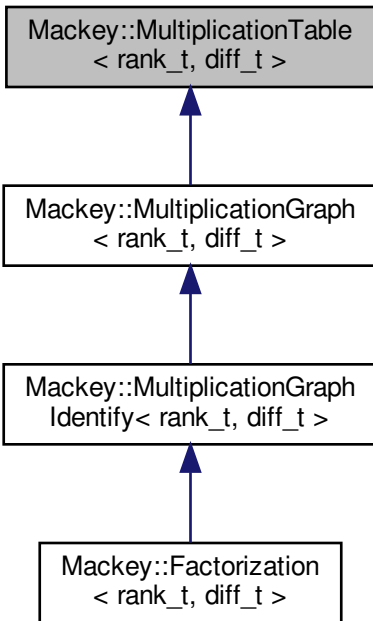 Mackey::MultiplicationTable
< rank_t, diff_t >
Mackey::MultiplicationGraph
< rank_t, diff_t >
Mackey::MultiplicationGraph
Identify< rank_t, diff_t >
Mackey::Factorization
< rank_t, diff_t >